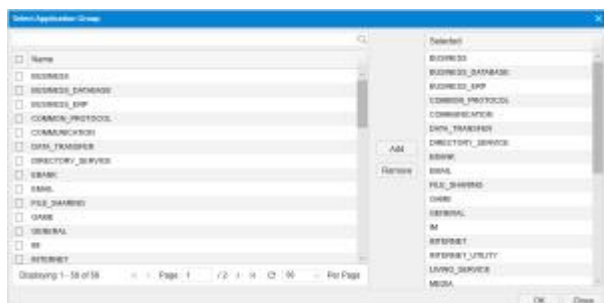 Select Application Group
Name
BUSINESS
BUSINESS_DATABASE
BUSINESS_ERP
COMMON_PROTOCOL
COMMUNICATION
DATA_TRANSFER
DIRECTORY_SERVICE
EBANK
EMAIL
FILE_SHARING
GAME
GENERAL
IM
INTERNET
Displaying 1 - 50 of 58
Page 1 / 2
50 Per Page
Add
Remove
Selected
BUSINESS
BUSINESS_DATABASE
BUSINESS_ERP
COMMON_PROTOCOL
COMMUNICATION
DATA_TRANSFER
DIRECTORY_SERVICE
EBANK
EMAIL
FILE_SHARING
GAME
GENERAL
IM
INTERNET
INTERNET_UTILITY
LIVING_SERVICE
MEDIA
OK Close